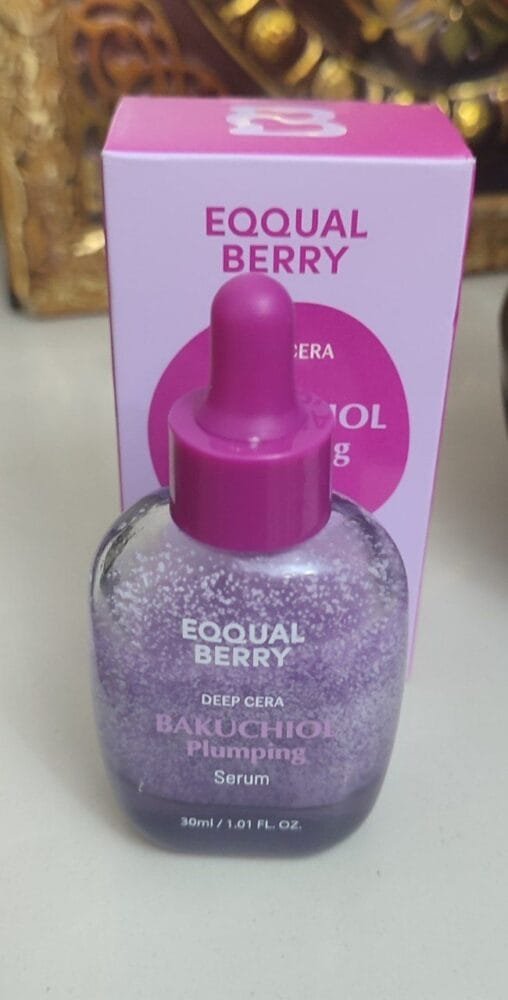 EQQUAL
BERRY
CERA
EQQUAL
BERRY
DEEP CERA
BAKUCHIOL
Plumping
Serum
30ml / 1.01 FL. OZ.